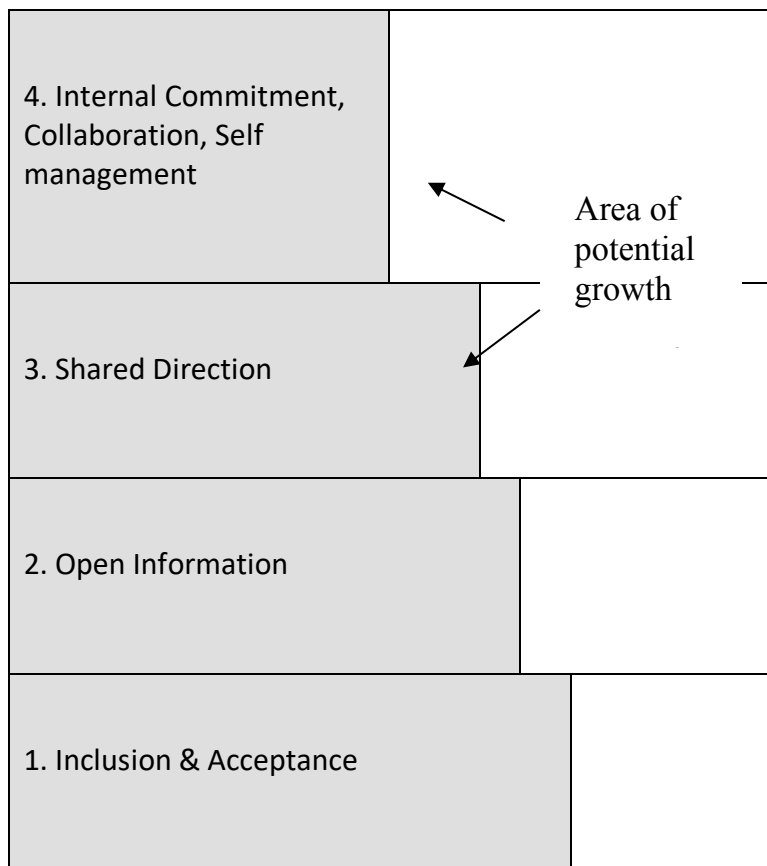 4. Internal Commitment,
Collaboration, Self
management
Area of
potential
growth
3. Shared Direction
2. Open Information
1. Inclusion & Acceptance